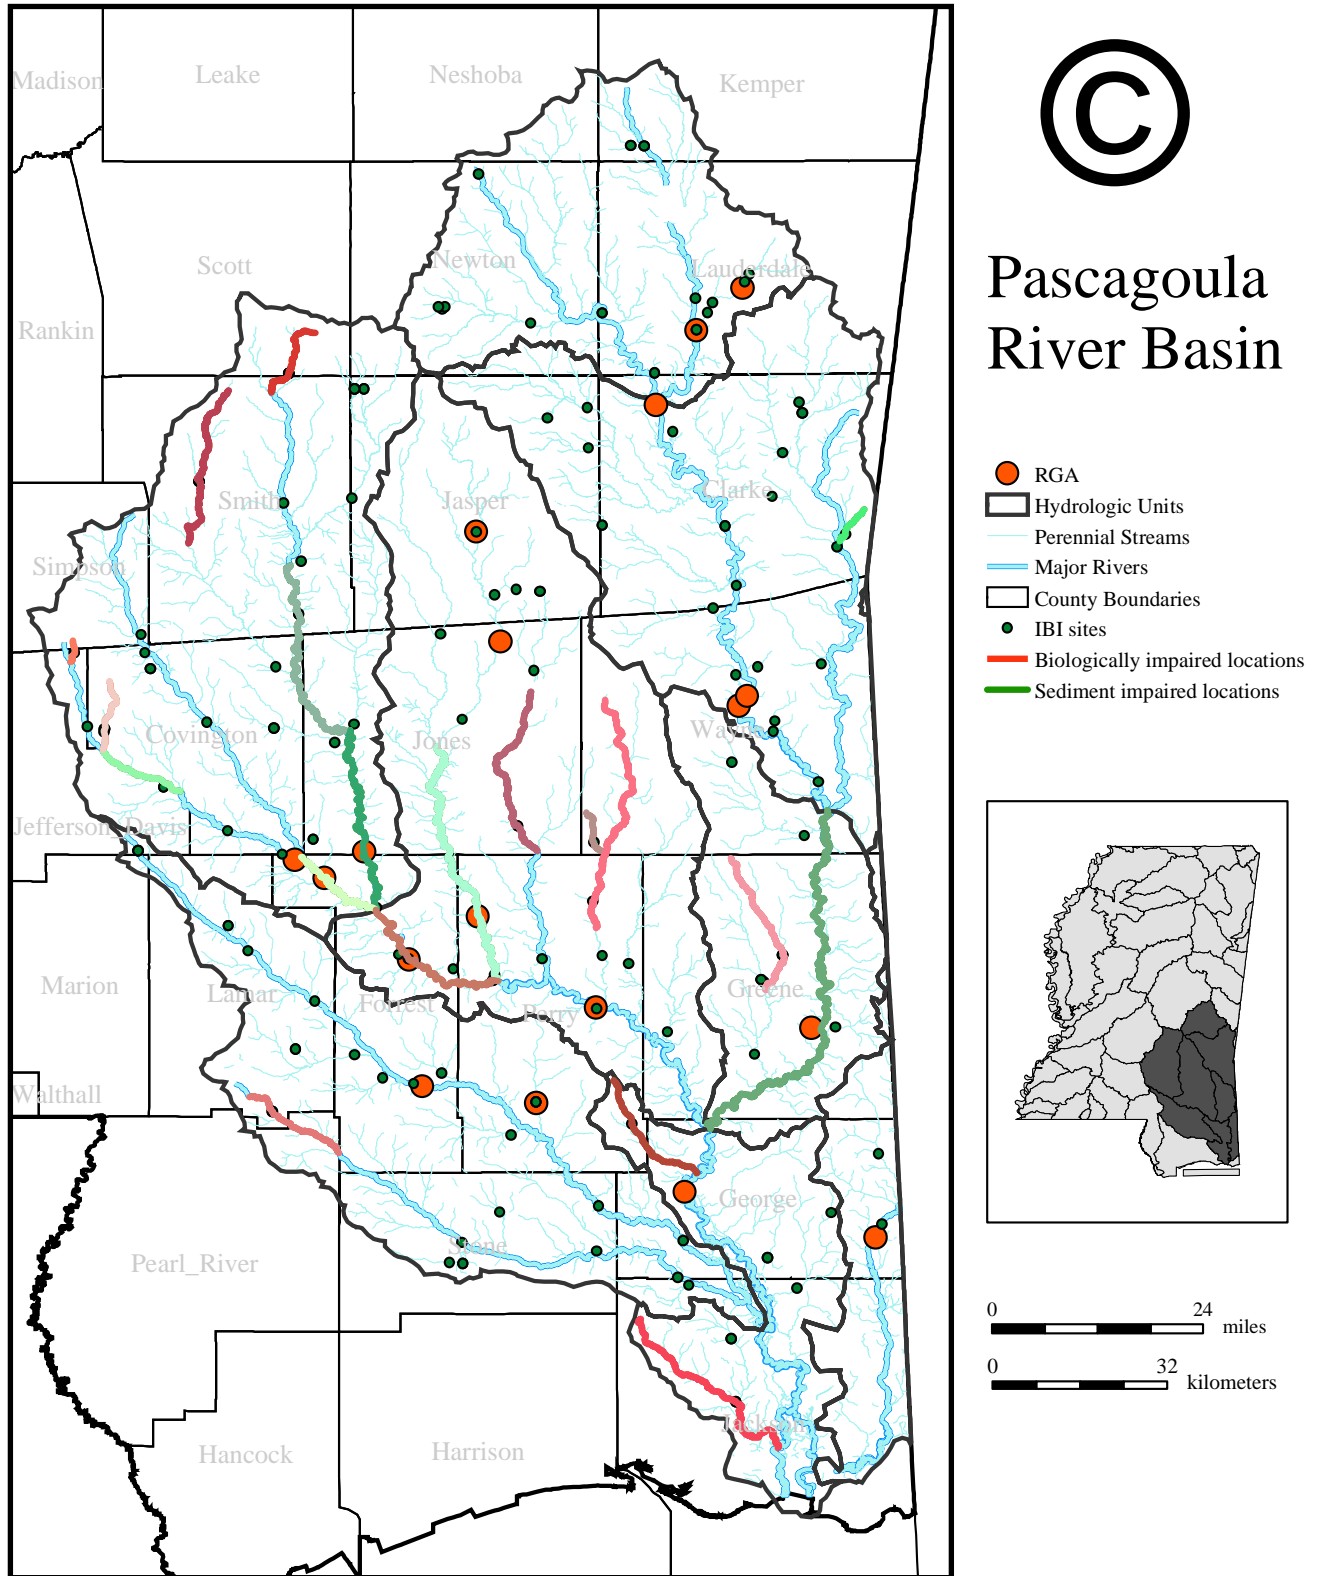 Madison
Leake
Neshoba
Kemper
©
Scott
Newton
Lauderdale
Rankin
Pascagoula
River Basin
Smith
Jasper
Clarke
Simpson
RGA
Hydrologic Units
Perennial Streams
Major Rivers
County Boundaries
IBI sites
Biologically impaired locations
Sediment impaired locations
Covington
Jones
Wayne
Jefferson_Davis
Marion
Lamar
Forrest
Perry
Greene
Walthall
George
Pearl_River
Stone
Jackson
Hancock
Harrison
0 24
miles
0 32
kilometers